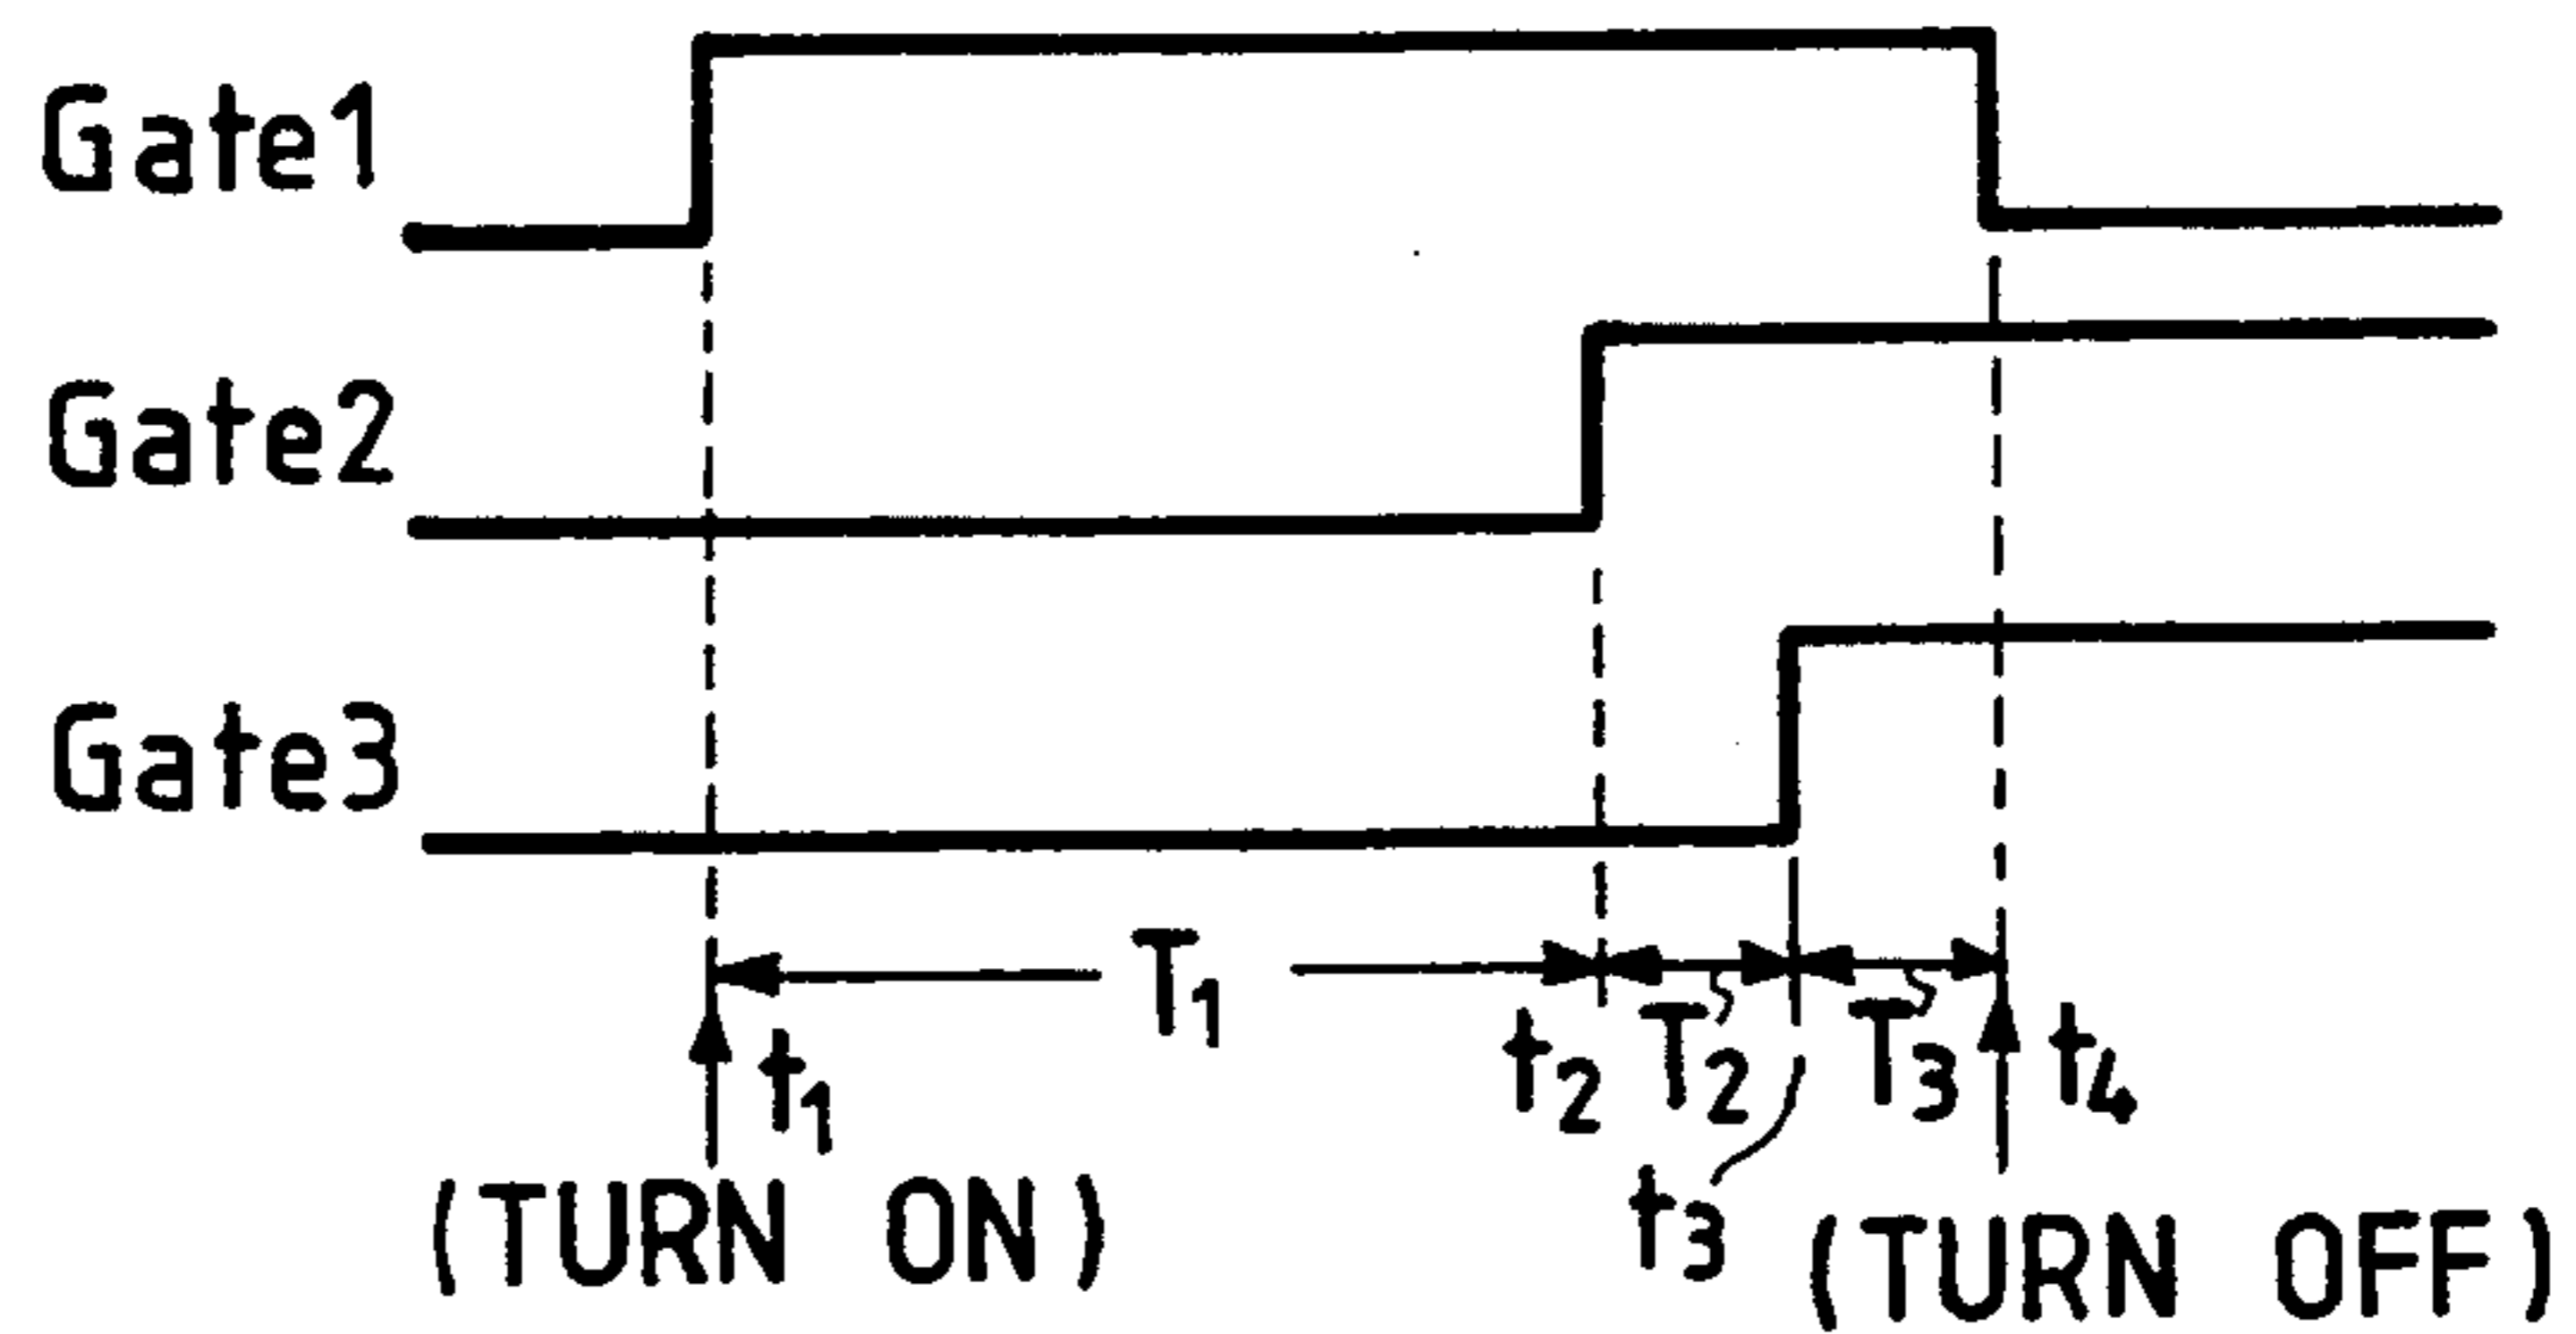 Gate1
Gate2
Gate3
T1
t1
t2
T2
T3
t4
t3
(TURN ON)
(TURN OFF)